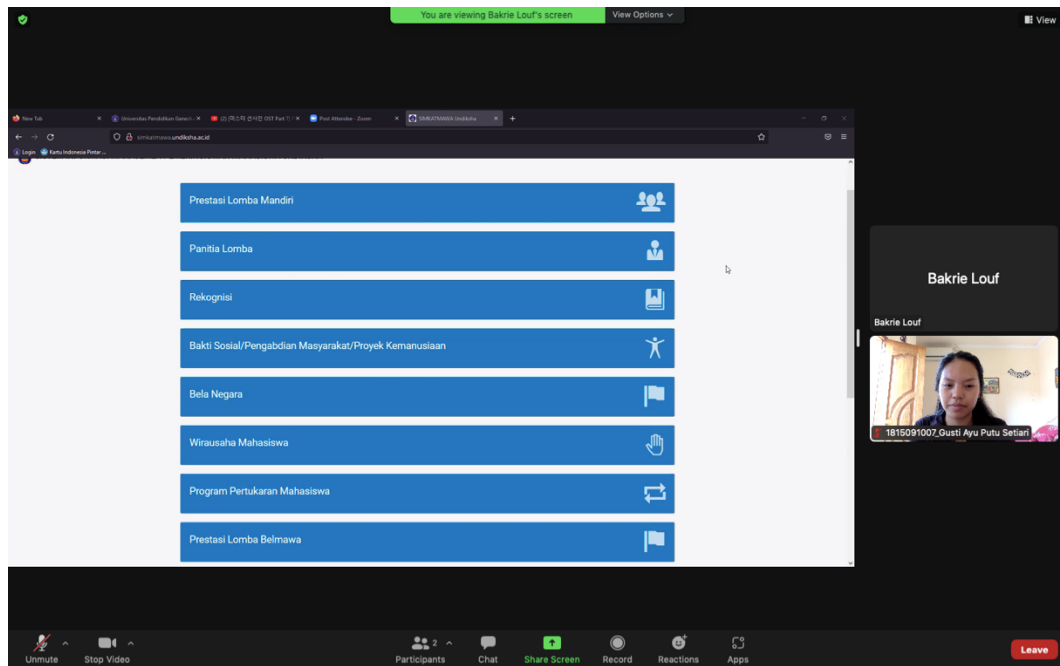 You are viewing Bakrie Louf's screen
View Options
View
New Tab
Universitas Pendidikan Ganes
Post Attendee - Zoom
SIMKATMAWA Undiksha
simkatmawa.undiksha.ac.id
Login
Kartu Indonesia Pintar ...
Prestasi Lomba Mandiri
Panitia Lomba
Rekognisi
Bakti Sosial/Pengabdian Masyarakat/Proyek Kemanusiaan
Bela Negara
Wirausaha Mahasiswa
Program Pertukaran Mahasiswa
Prestasi Lomba Belmawa
Bakrie Louf
Bakrie Louf
1815091007_Gusti Ayu Putu Setiari
Unmute
Stop Video
2
Participants
Chat
Share Screen
Record
Reactions
Apps
Leave